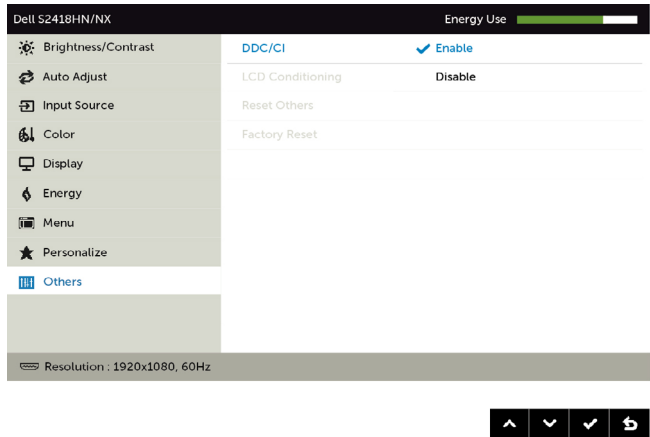 Dell S2418HN/NX Energy Use
Brightness/Contrast DDC/CI Enable
Auto Adjust LCD Conditioning Disable
Input Source Reset Others
Color Factory Reset
Display
Energy
Menu
Personalize
Others
Resolution : 1920x1080, 60Hz